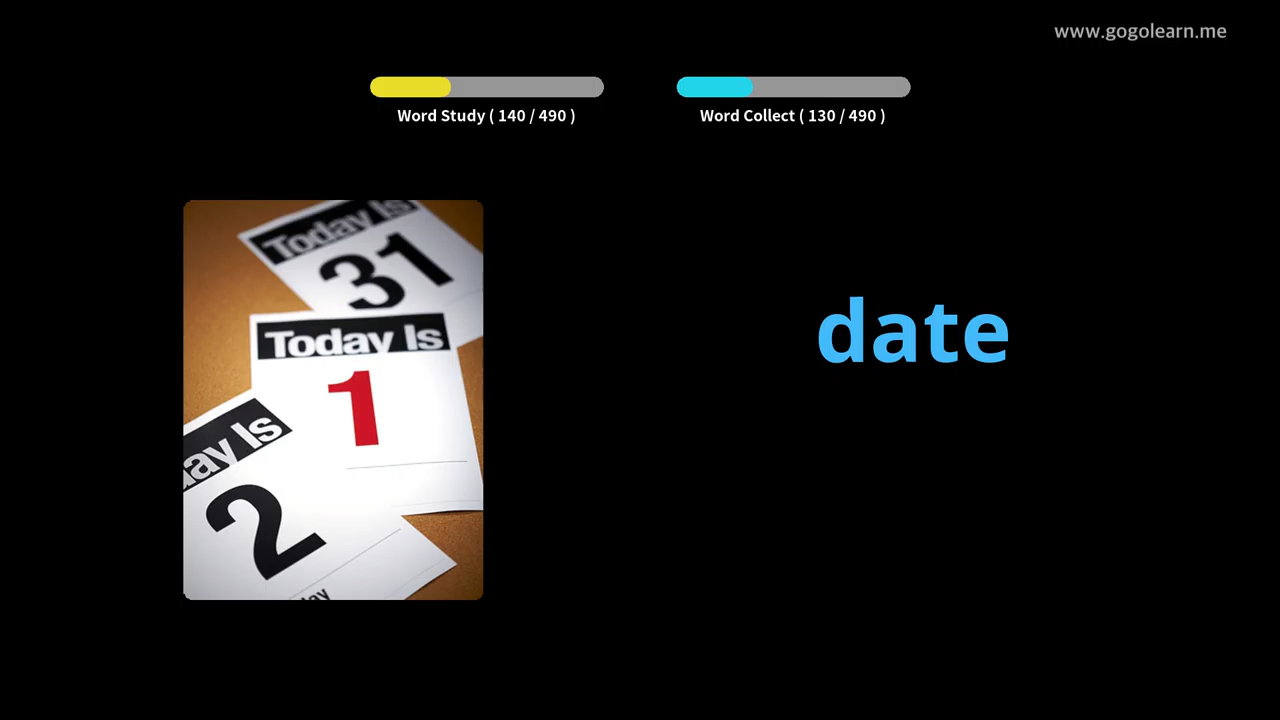 www.gogolearn.me
Word Study ( 140 / 490 )
Word Collect ( 130 / 490 )
Today Is
31
Today Is
1
ay Is
2
date